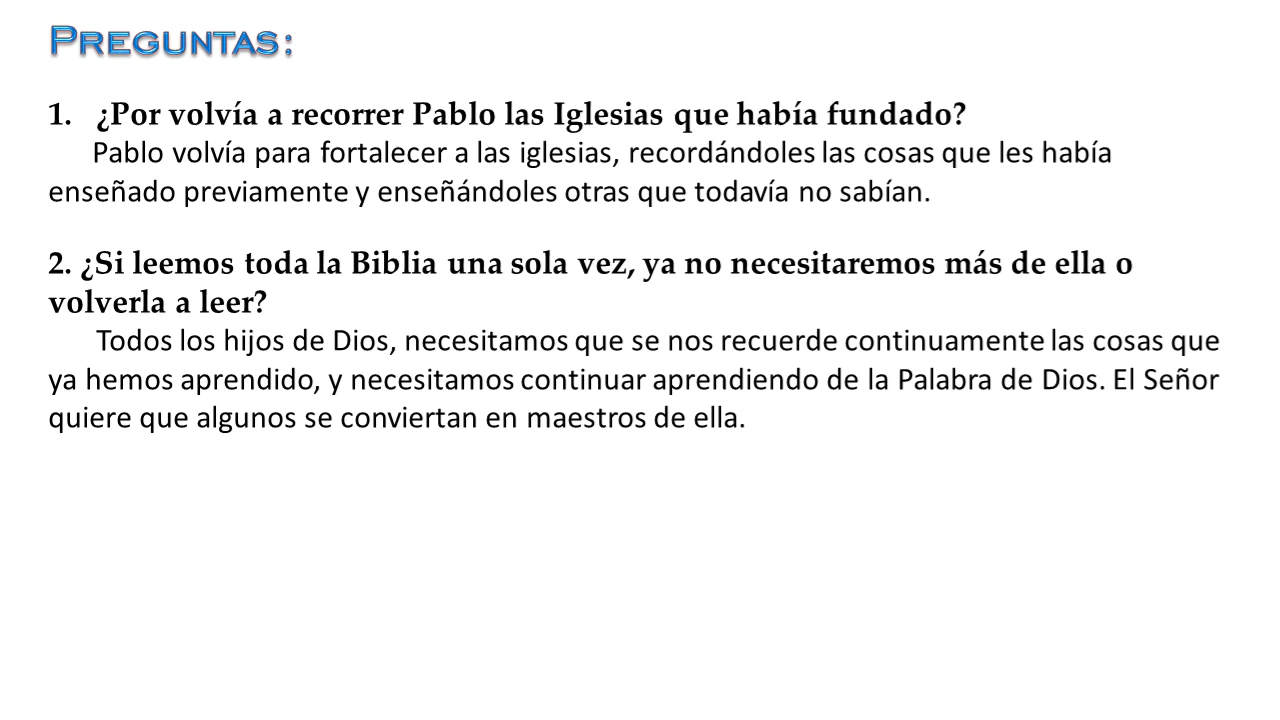 PREGUNTAS:
1. ¿Por volvía a recorrer Pablo las Iglesias que había fundado?
Pablo volvía para fortalecer a las iglesias, recordándoles las cosas que les había
enseñado previamente y enseñándoles otras que todavía no sabían.
2. ¿Si leemos toda la Biblia una sola vez, ya no necesitaremos más de ella o
volverla a leer?
Todos los hijos de Dios, necesitamos que se nos recuerde continuamente las cosas que
ya hemos aprendido, y necesitamos continuar aprendiendo de la Palabra de Dios. El Señor
quiere que algunos se conviertan en maestros de ella.